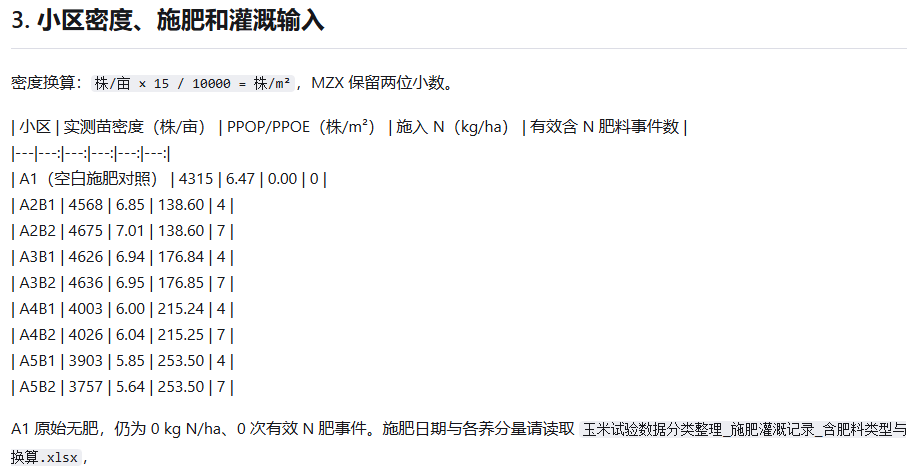 3. 小区密度、施肥和灌溉输入
密度换算：株/亩 × 15 / 10000 = 株/m²，MZX 保留两位小数。
| 小区 | 实测苗密度（株/亩） | PPOP/PPOE（株/m²） | 施入 N（kg/ha） | 有效含 N 肥料事件数 |
|---|---:|---:|---:|---:|---:|
| A1（空白施肥对照） | 4315 | 6.47 | 0.00 | 0 |
| A2B1 | 4568 | 6.85 | 138.60 | 4 |
| A2B2 | 4675 | 7.01 | 138.60 | 7 |
| A3B1 | 4626 | 6.94 | 176.84 | 4 |
| A3B2 | 4636 | 6.95 | 176.85 | 7 |
| A4B1 | 4003 | 6.00 | 215.24 | 4 |
| A4B2 | 4026 | 6.04 | 215.25 | 7 |
| A5B1 | 3903 | 5.85 | 253.50 | 4 |
| A5B2 | 3757 | 5.64 | 253.50 | 7 |
A1 原始无肥，仍为 0 kg N/ha、0 次有效 N 肥事件。施肥日期与各养分量请读取 玉米试验数据分类整理_施肥灌溉记录_含肥料类型与
换算.xlsx，